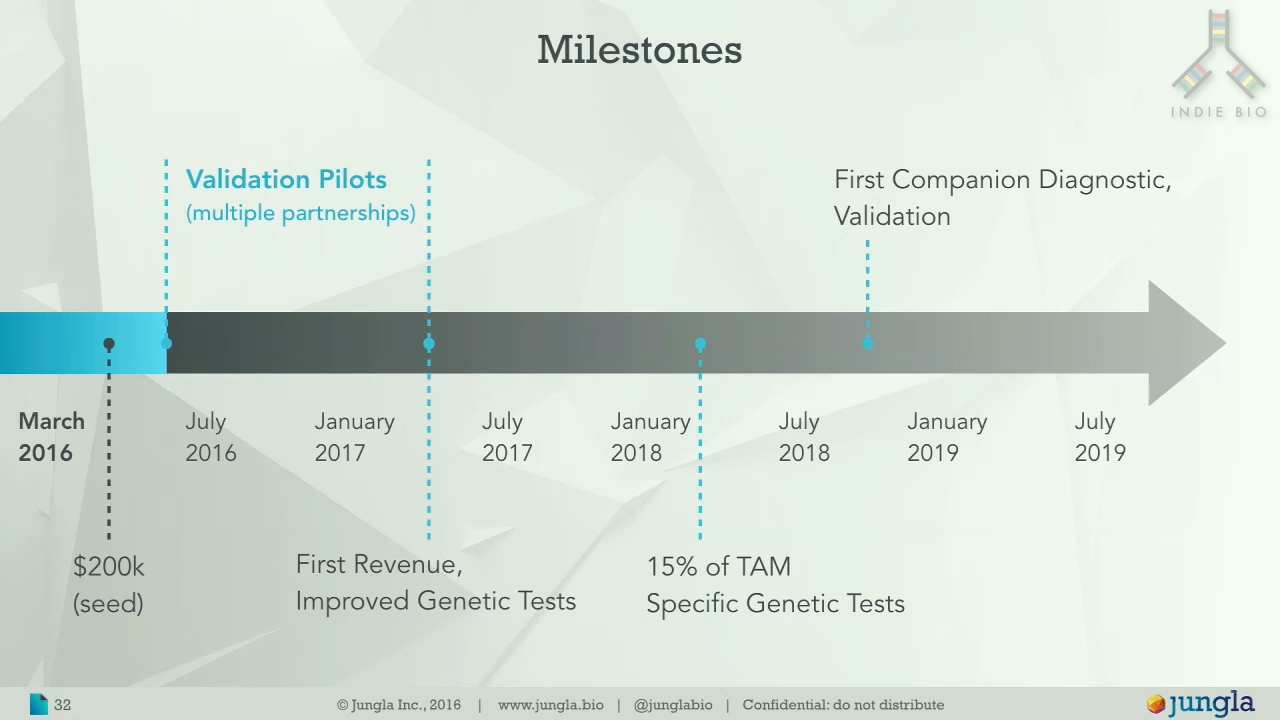 Milestones
INDIE BIO
Validation Pilots
(multiple partnerships)
First Companion Diagnostic,
Validation
March
2016
July
2016
January
2017
July
2017
January
2018
July
2018
January
2019
July
2019
$200k
(seed)
First Revenue,
Improved Genetic Tests
15% of TAM
Specific Genetic Tests
32
© Jungla Inc., 2016 | www.jungla.bio | @junglabio | Confidential: do not distribute
jungla